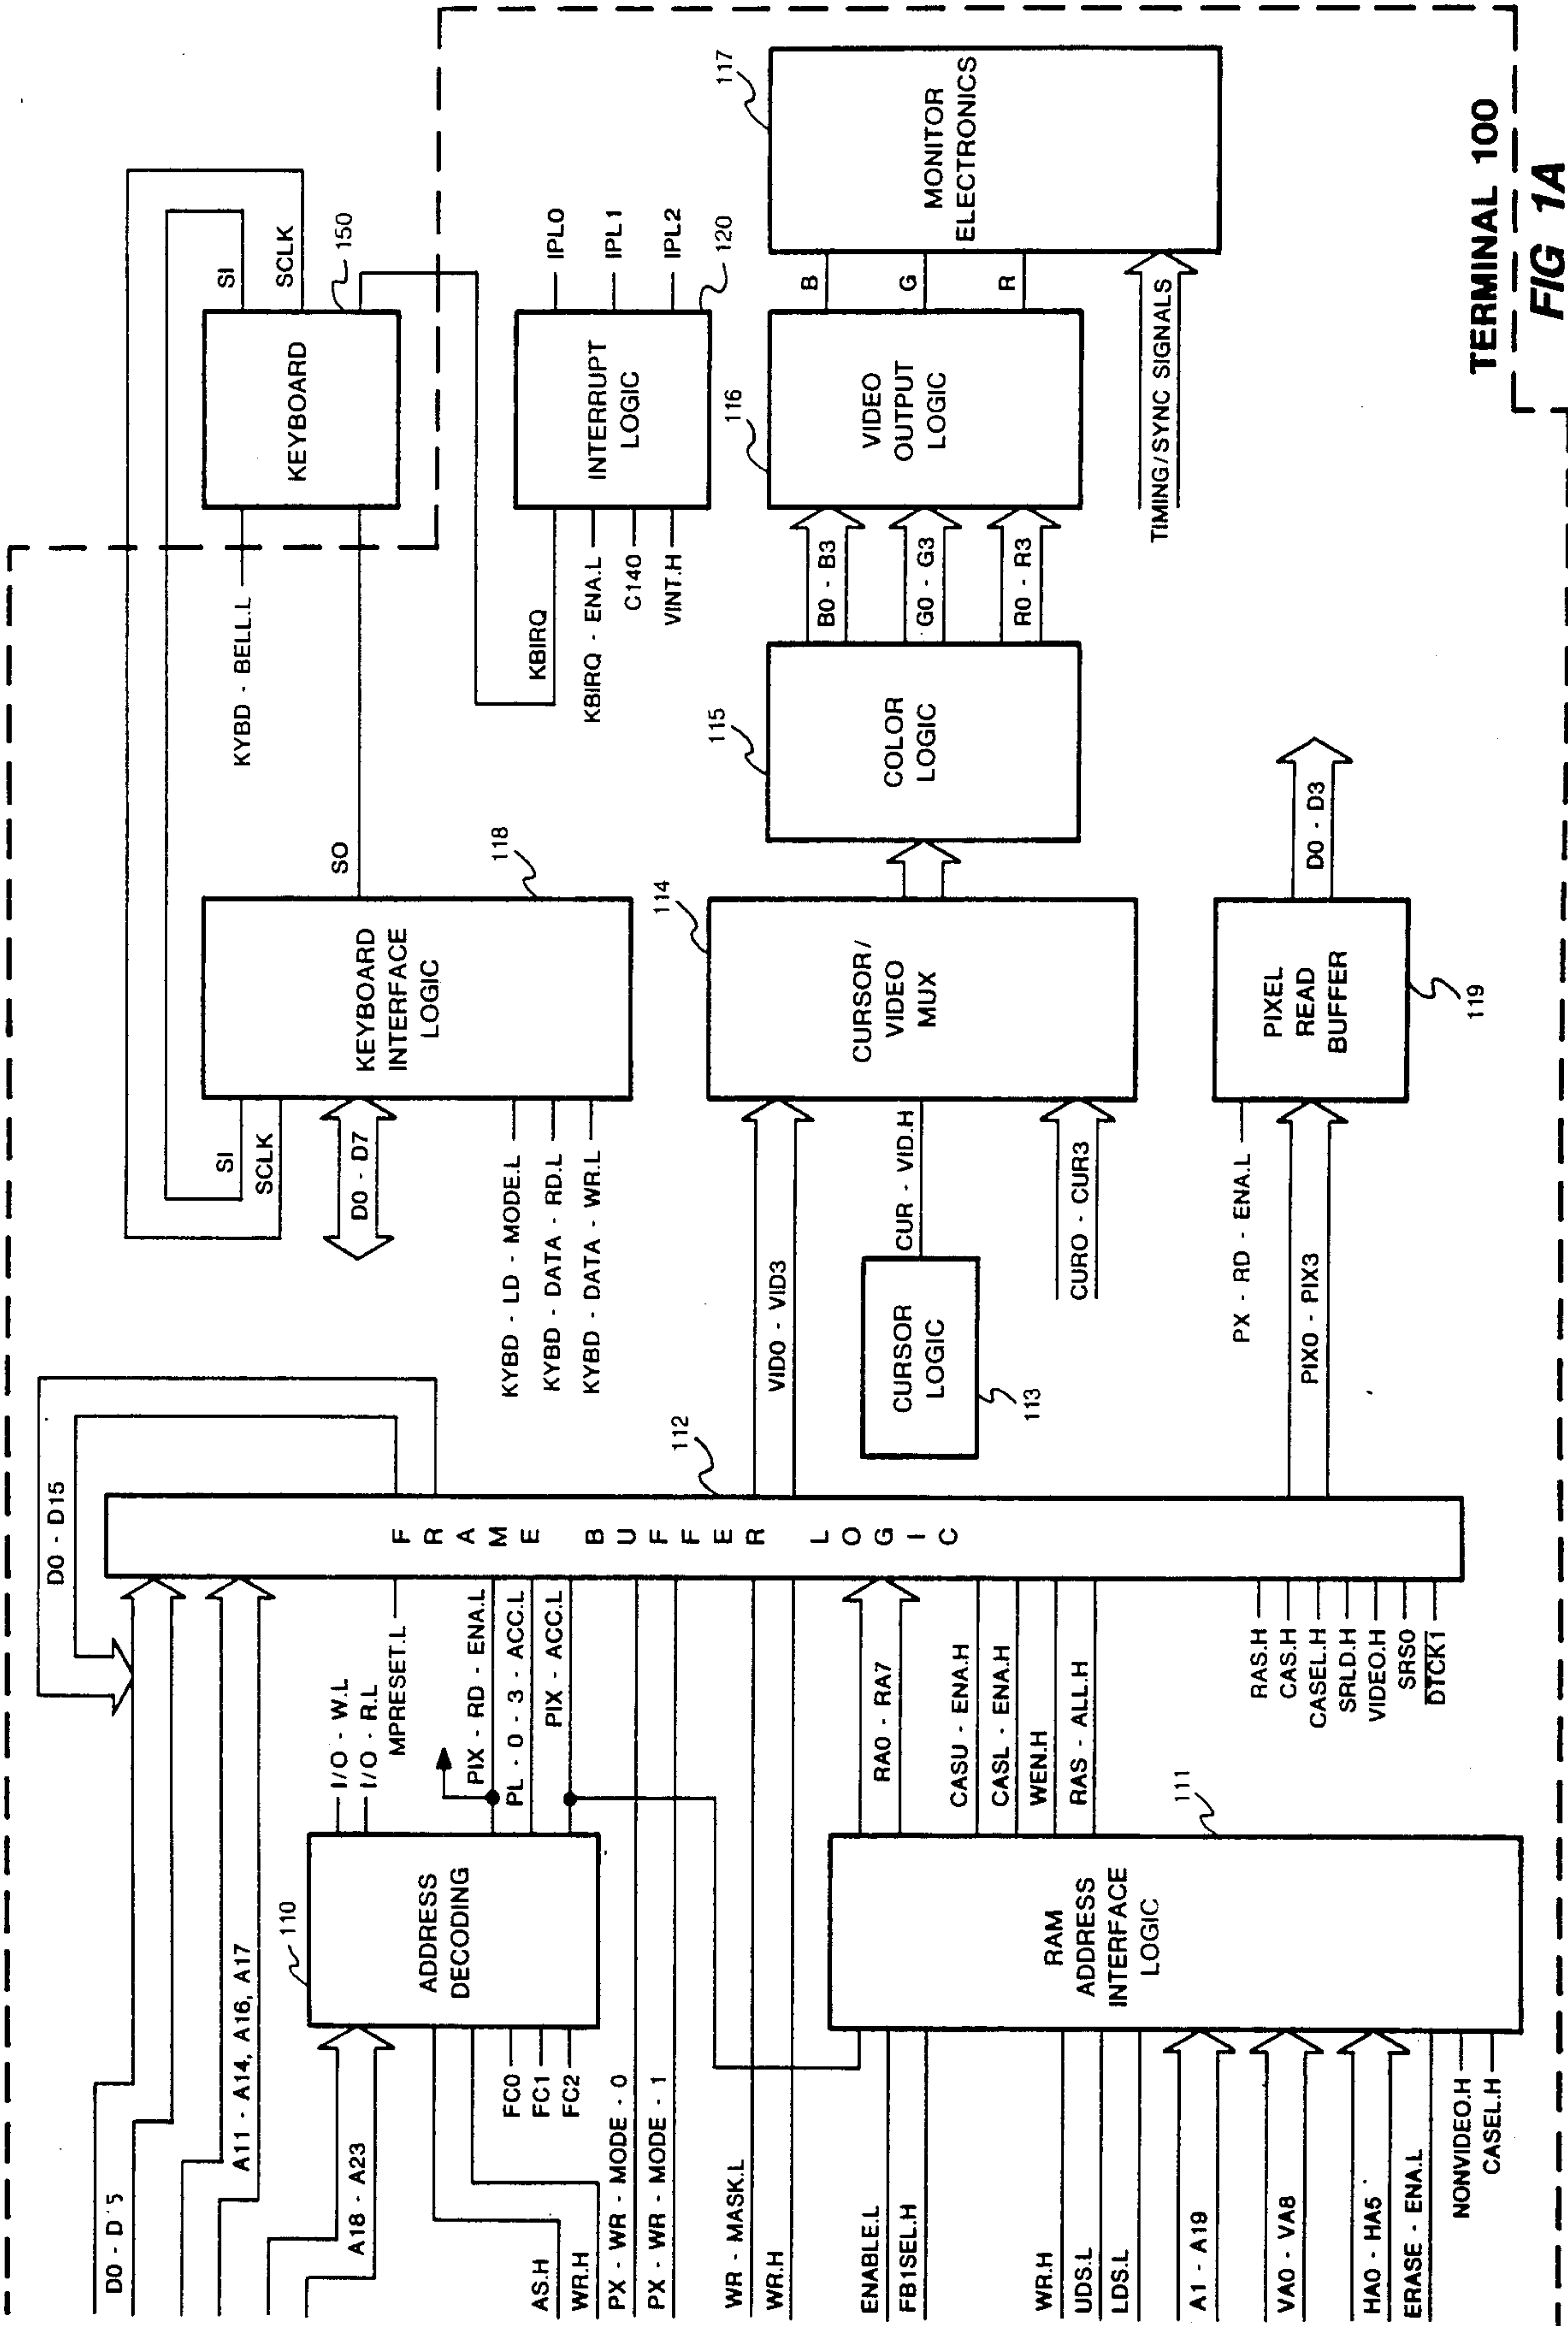 D0 - D15
D0 - D'5
A11 - A14, A16, A17
A18 - A23
110
ADDRESS
DECODING
I/O - W.L
I/O - R.L
MPRESET.L
PIX - RD - ENA.L
PL - 0 - 3 - ACC.L
PIX - ACC.L
FC0
FC1
FC2
AS.H
WR.H
PX - WR - MODE - 0
PX - WR - MODE - 1
WR - MASK.L
WR.H
ENABLE.L
FB1SEL.H
WR.H
UDS.L
LDS.L
A1 - A19
VA0 - VA8
HA0 - HA5
ERASE - ENA.L
NONVIDEO.H
CASEL.H
RAM
ADDRESS
INTERFACE
LOGIC
111
RA0 - RA7
CASU - ENA.H
CASL - ENA.H
WEN.H
RAS - ALL.H
RAS.H
CAS.H
CASEL.H
SRLD.H
VIDEO.H
SRS0
DTCK1
FRAME BUFFER LOGIC
112
SI
SCLK
D0 - D7
KYBD - LD - MODE.L
KYBD - DATA - RD.L
KYBD - DATA - WR.L
KEYBOARD
INTERFACE
LOGIC
118
SO
KYBD - BELL.L
KEYBOARD
SI
SCLK
150
KBIRQ
KBIRQ - ENA.L
C140
VINT.H
INTERRUPT
LOGIC
IPL0
IPL1
IPL2
120
VID0 - VID3
CURSOR
LOGIC
113
CUR - VID.H
CURO - CUR3
CURSOR/
VIDEO
MUX
114
COLOR
LOGIC
115
B0 - B3
G0 - G3
R0 - R3
VIDEO
OUTPUT
LOGIC
116
B
G
R
TIMING/SYNC SIGNALS
MONITOR
ELECTRONICS
117
PX - RD - ENA.L
PIX0 - PIX3
PIXEL
READ
BUFFER
119
D0 - D3
TERMINAL 100
FIG 1A